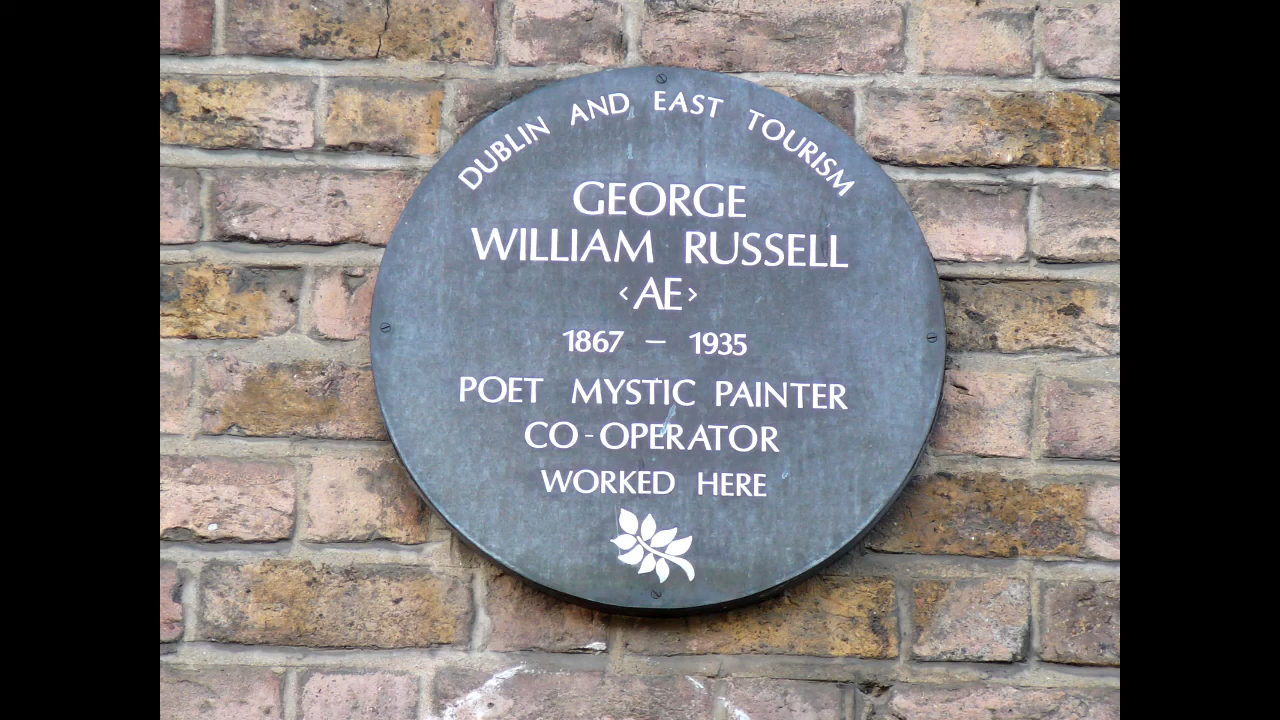 DUBLIN AND EAST TOURISM
GEORGE
WILLIAM RUSSELL
‹AE›
1867 – 1935
POET MYSTIC PAINTER
CO-OPERATOR
WORKED HERE